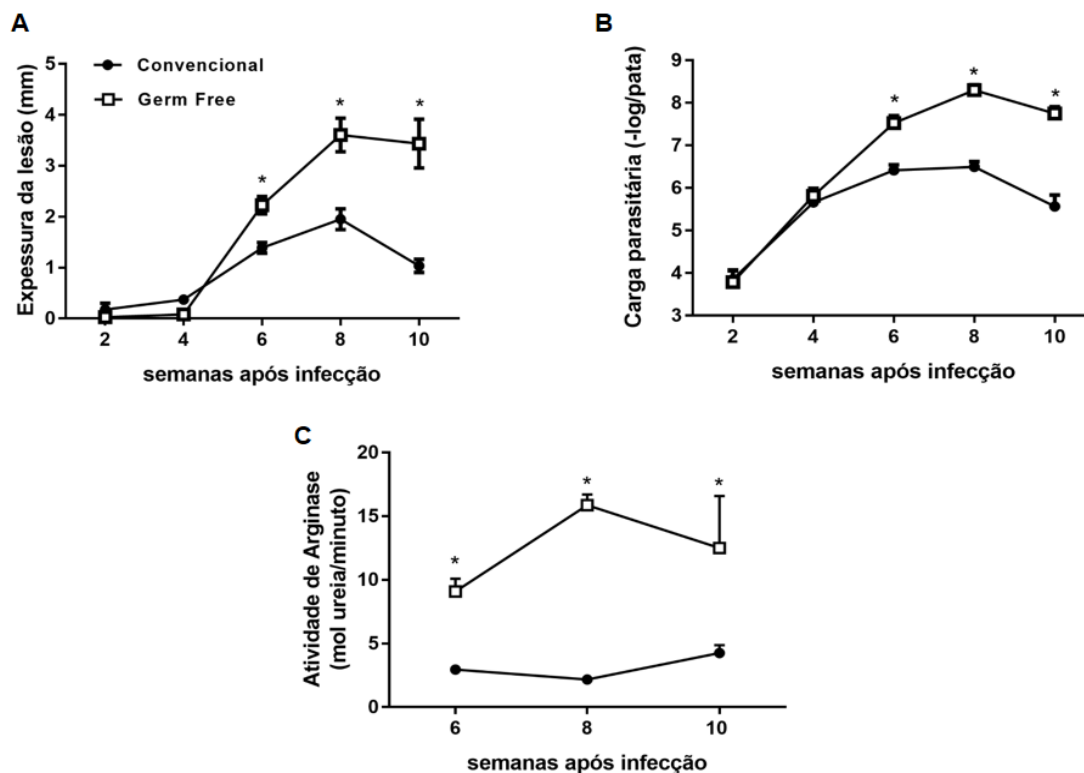 A
Expessura da lesão (mm)
5
4
3
2
1
0
Convencional
Germ Free
*
*
*
2 4 6 8 10
semanas após infecção
B
Carga parasitária (-log/pata)
9
8
7
6
5
4
3
*
*
*
2 4 6 8 10
semanas após infecção
C
Atividade de Arginase
(mol ureia/minuto)
20
15
10
5
0
*
*
*
6 8 10
semanas após infecção